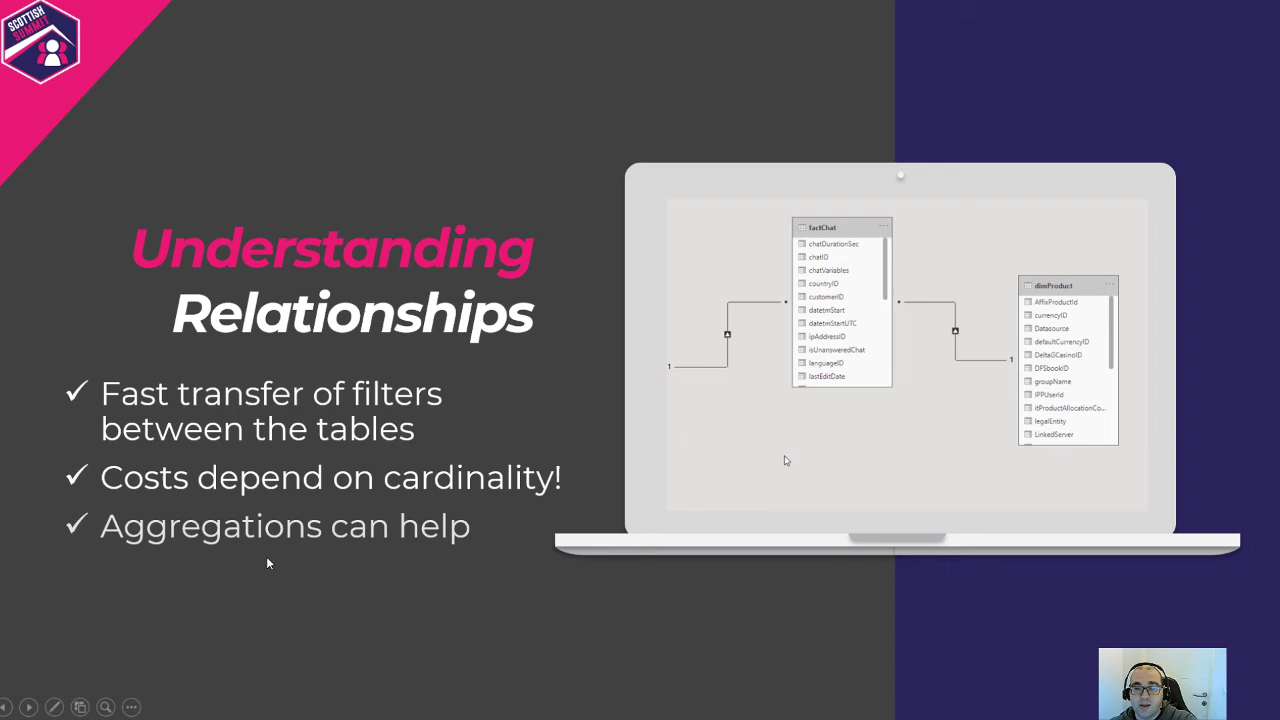 SCOTTISH
SUMMIT
Understanding
Relationships
✓ Fast transfer of filters
between the tables
✓ Costs depend on cardinality!
✓ Aggregations can help
factChat
chatDurationSec
chatID
chatVariables
countryID
customerID
datetmStart
datetmStartUTC
ipAddressID
isUnansweredChat
languageID
lastEditDate
1
*
*
1
dimProduct
AffixProductId
currencyID
Datasource
defaultCurrencyID
DeltaGCasinoID
DFSbookID
groupName
IPPUserId
itProductAllocationCo...
legalEntity
LinkedServer